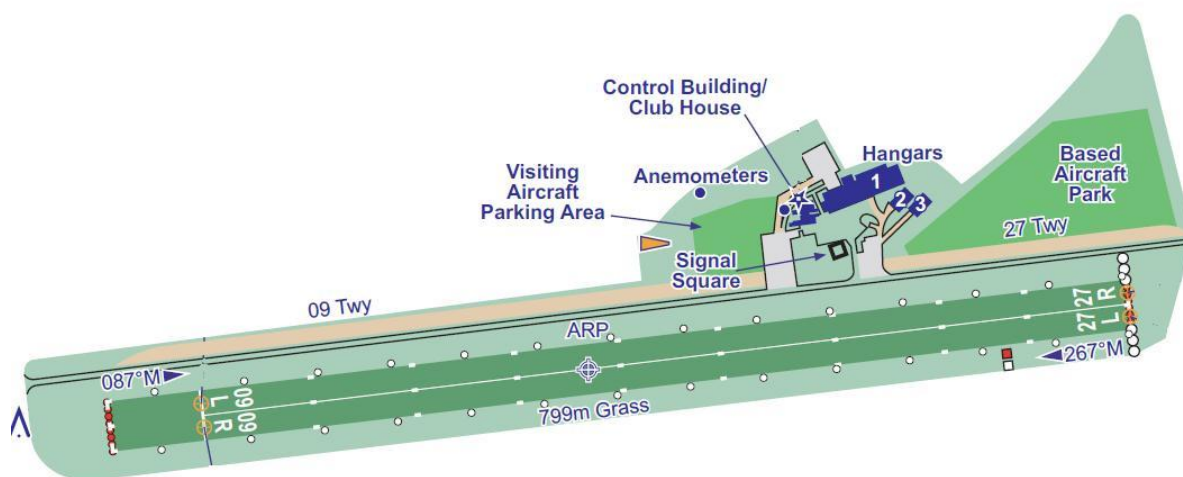 Control Building/
Club House
Hangars
Based
Aircraft
Park
Visiting
Aircraft
Parking Area
Anemometers
1
2
3
Signal
Square
27 Twy
09 Twy
ARP
087°M
267°M
27 27
L R
09 09
L R
799m Grass